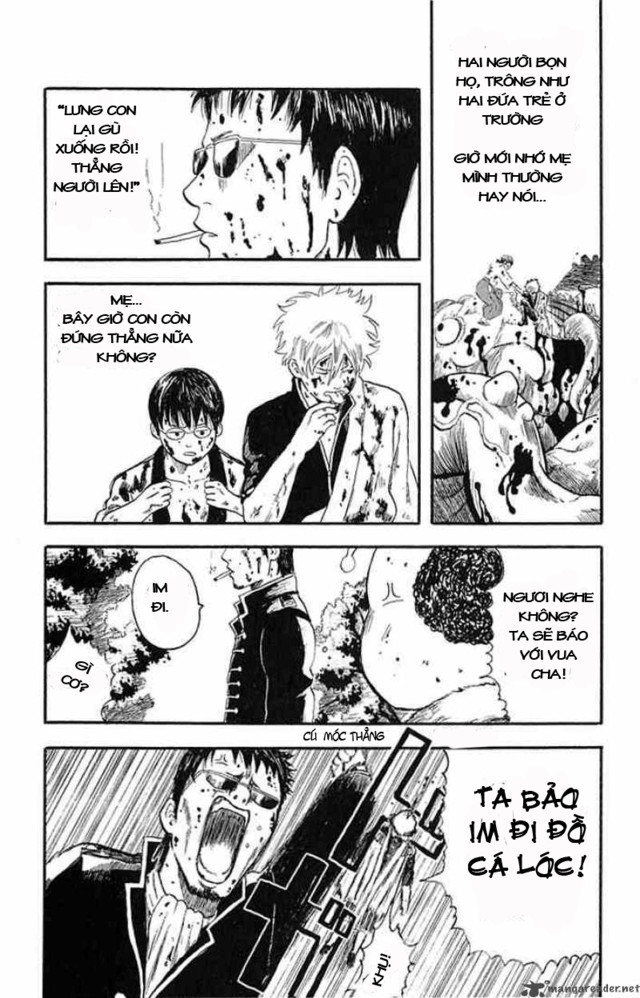 HAI NGƯỜI BỌN
HỌ, TRÔNG NHƯ
HAI ĐỨA TRẺ Ở
TRƯỜNG
GIỜ MỚI NHỚ MẸ
MÌNH THƯỜNG
HAY NÓI...
“LƯNG CON
LẠI GÙ
XUỐNG RỒI!
THẲNG
NGƯỜI LÊN!”
MẸ...
BÂY GIỜ CON CÒN
ĐỨNG THẲNG NỮA
KHÔNG?
NGƯƠI NGHE
KHÔNG?
TA SẼ BÁO
VỚI VUA
CHA!
IM
ĐI.
GÌ
CƠ?
CÚ MÓC THẲNG
TA BẢO
IM ĐI ĐỒ
CÁ LÓC!
KHỤ!
mangareader.net